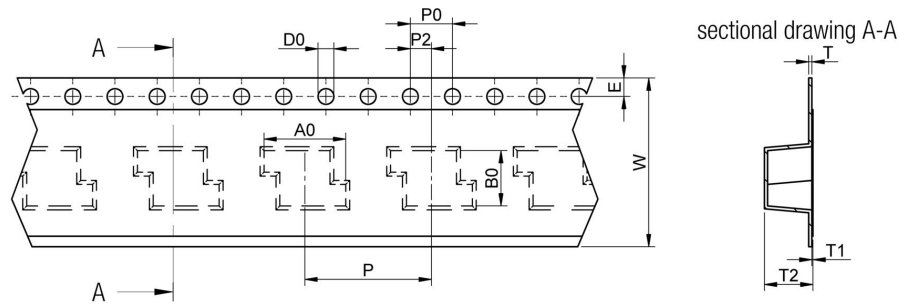 P0
D0
P2
sectional drawing A-A
A
T
E
A0
W
B0
P
A
T1
T2